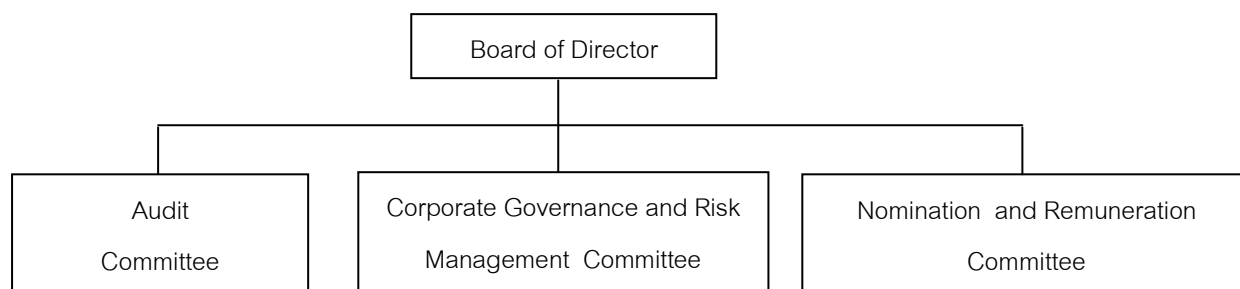 Board of Director
Audit
Committee
Corporate Governance and Risk
Management Committee
Nomination and Remuneration
Committee